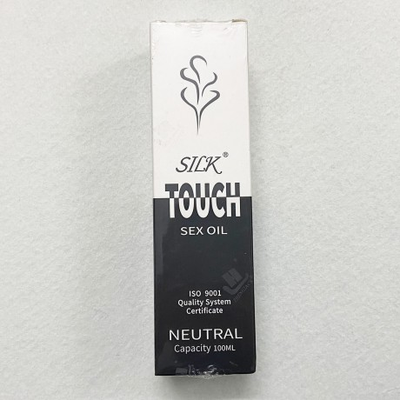 SILK®
TOUCH
SEX OIL
ISO 9001
Quality System
Certificate
NEUTRAL
Capacity 100ML